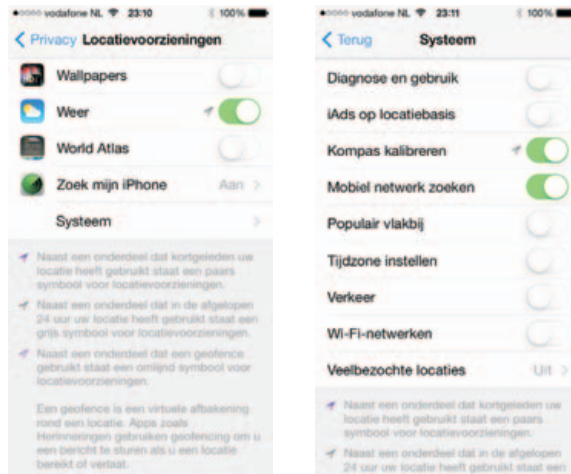 vodafone NL 23:10 100%
Privacy Locatievoorzieningen
Wallpapers
Weer
World Atlas
Zoek mijn iPhone Aan
Systeem
Naast een onderdeel dat kortgeleden uw
locatie heeft gebruikt staat een paars
symbool voor locatievoorzieningen.
Naast een onderdeel dat in de afgelopen
24 uur uw locatie heeft gebruikt staat een
grijs symbool voor locatievoorzieningen.
Naast een onderdeel dat een geofence
gebruikt staat een omlijnd symbool voor
locatievoorzieningen.
Een geofence is een virtuele afbakening
rond een locatie. Apps zoals
Herinneringen gebruiken geofencing om u
een bericht te sturen als u een locatie
bereikt of verlaat.
vodafone NL 23:11 100%
Terug Systeem
Diagnose en gebruik
iAds op locatiebasis
Kompas kalibreren
Mobiel netwerk zoeken
Populair vlakbij
Tijdzone instellen
Verkeer
Wi-Fi-netwerken
Veelbezochte locaties Uit
Naast een onderdeel dat kortgeleden uw
locatie heeft gebruikt staat een paars
symbool voor locatievoorzieningen.
Naast een onderdeel dat in de afgelopen
24 uur uw locatie heeft gebruikt staat een